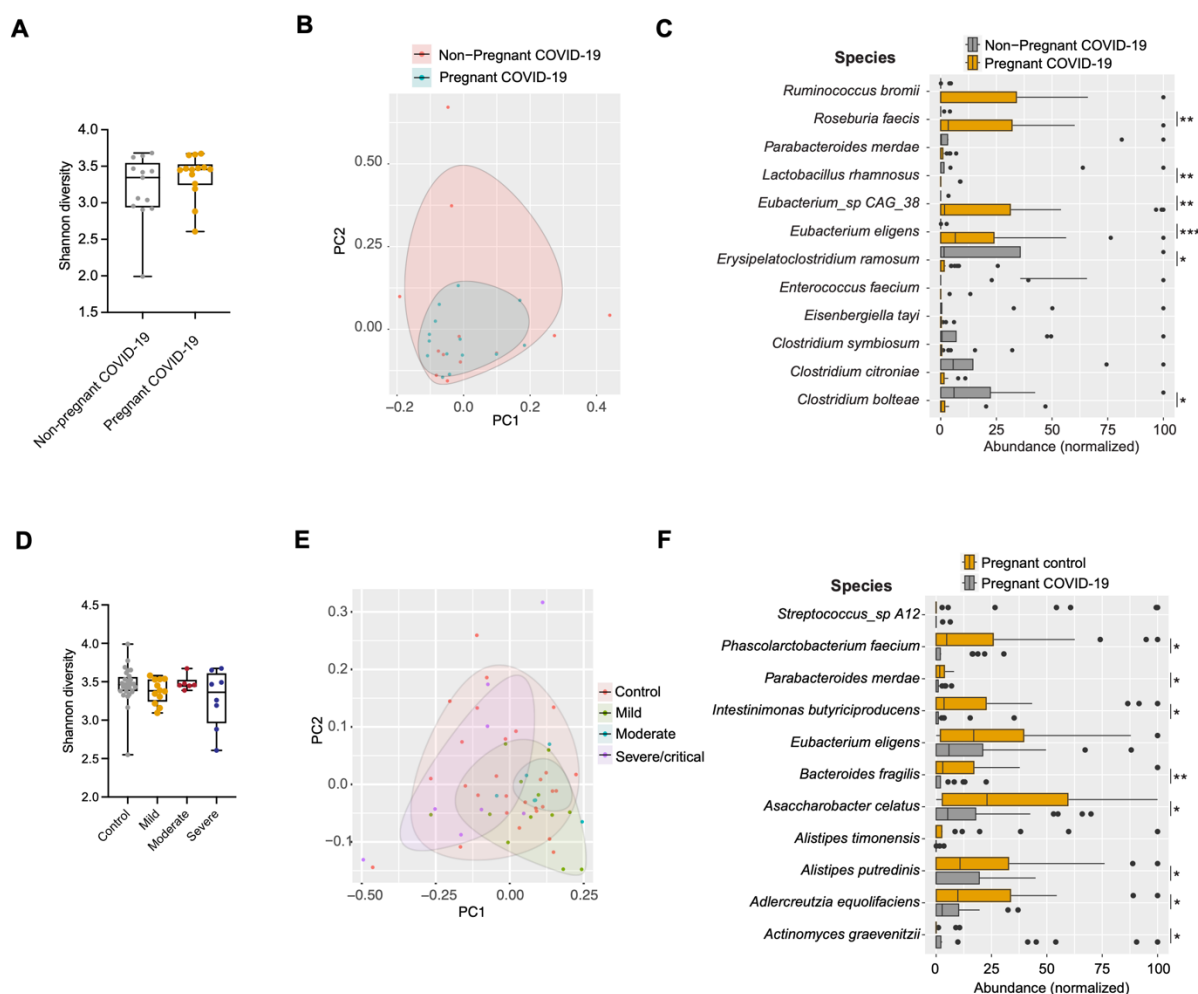 A
4.0
3.5
3.0
2.5
2.0
1.5
Shannon diversity
Non-pregnant COVID-19
Pregnant COVID-19
B
Non-Pregnant COVID-19
Pregnant COVID-19
0.50
0.25
0.00
PC2
−0.2
0.0
0.2
0.4
PC1
C
Species
Non-Pregnant COVID-19
Pregnant COVID-19
Ruminococcus bromii
Roseburia faecis
**
Parabacteroides merdae
Lactobacillus rhamnosus
**
Eubacterium_sp CAG_38
**
Eubacterium eligens
***
Erysipelatoclostridium ramosum
*
Enterococcus faecium
Eisenbergiella tayi
Clostridium symbiosum
Clostridium citroniae
Clostridium bolteae
*
0
25
50
75
100
Abundance (normalized)
D
4.5
4.0
3.5
3.0
2.5
2.0
Shannon diversity
Control
Mild
Moderate
Severe
E
0.3
0.2
0.1
0.0
−0.1
PC2
−0.50
−0.25
0.00
0.25
PC1
Control
Mild
Moderate
Severe/critical
F
Species
Pregnant control
Pregnant COVID-19
Streptococcus_sp A12
Phascolarctobacterium faecium
*
Parabacteroides merdae
*
Intestinimonas butyriciproducens
*
Eubacterium eligens
Bacteroides fragilis
**
Asaccharobacter celatus
*
Alistipes timonensis
Alistipes putredinis
*
Adlercreutzia equolifaciens
*
Actinomyces graevenitzii
*
0
25
50
75
100
Abundance (normalized)